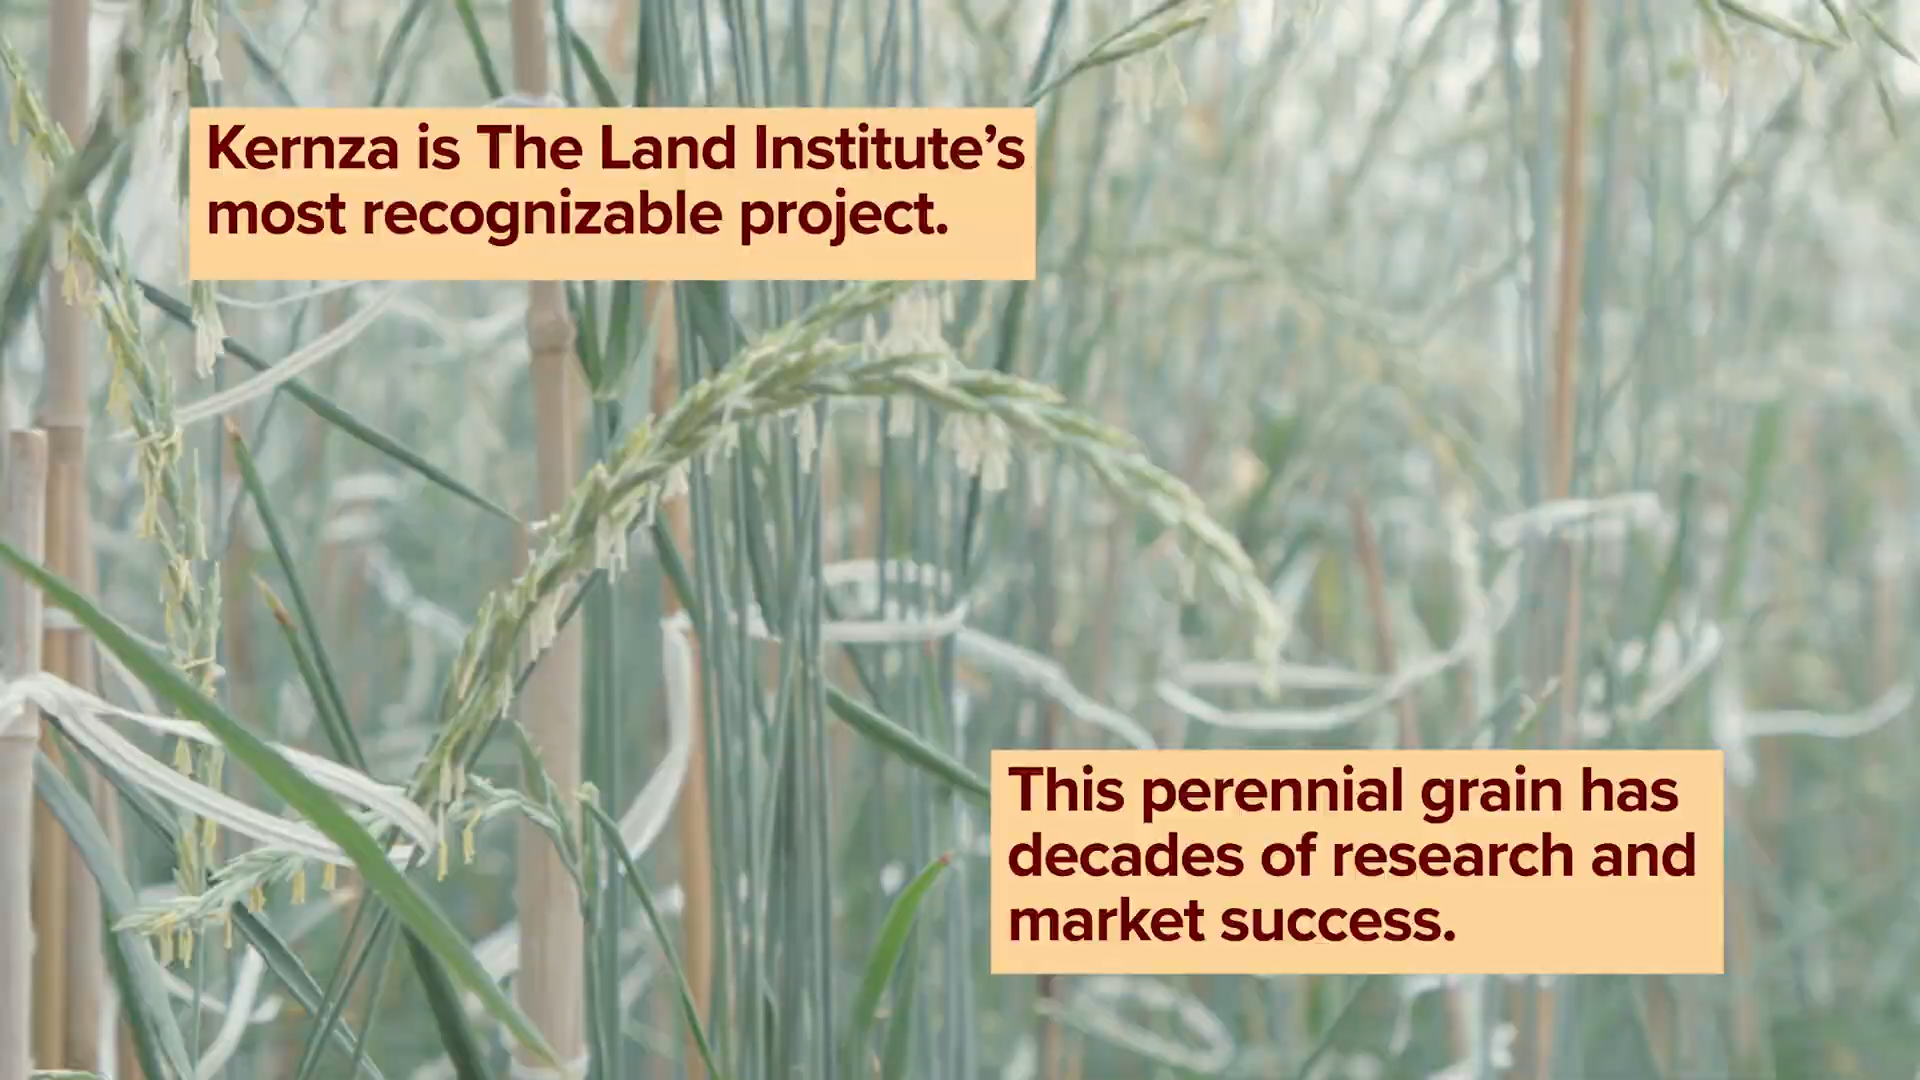 Kernza is The Land Institute’s
most recognizable project.
This perennial grain has
decades of research and
market success.